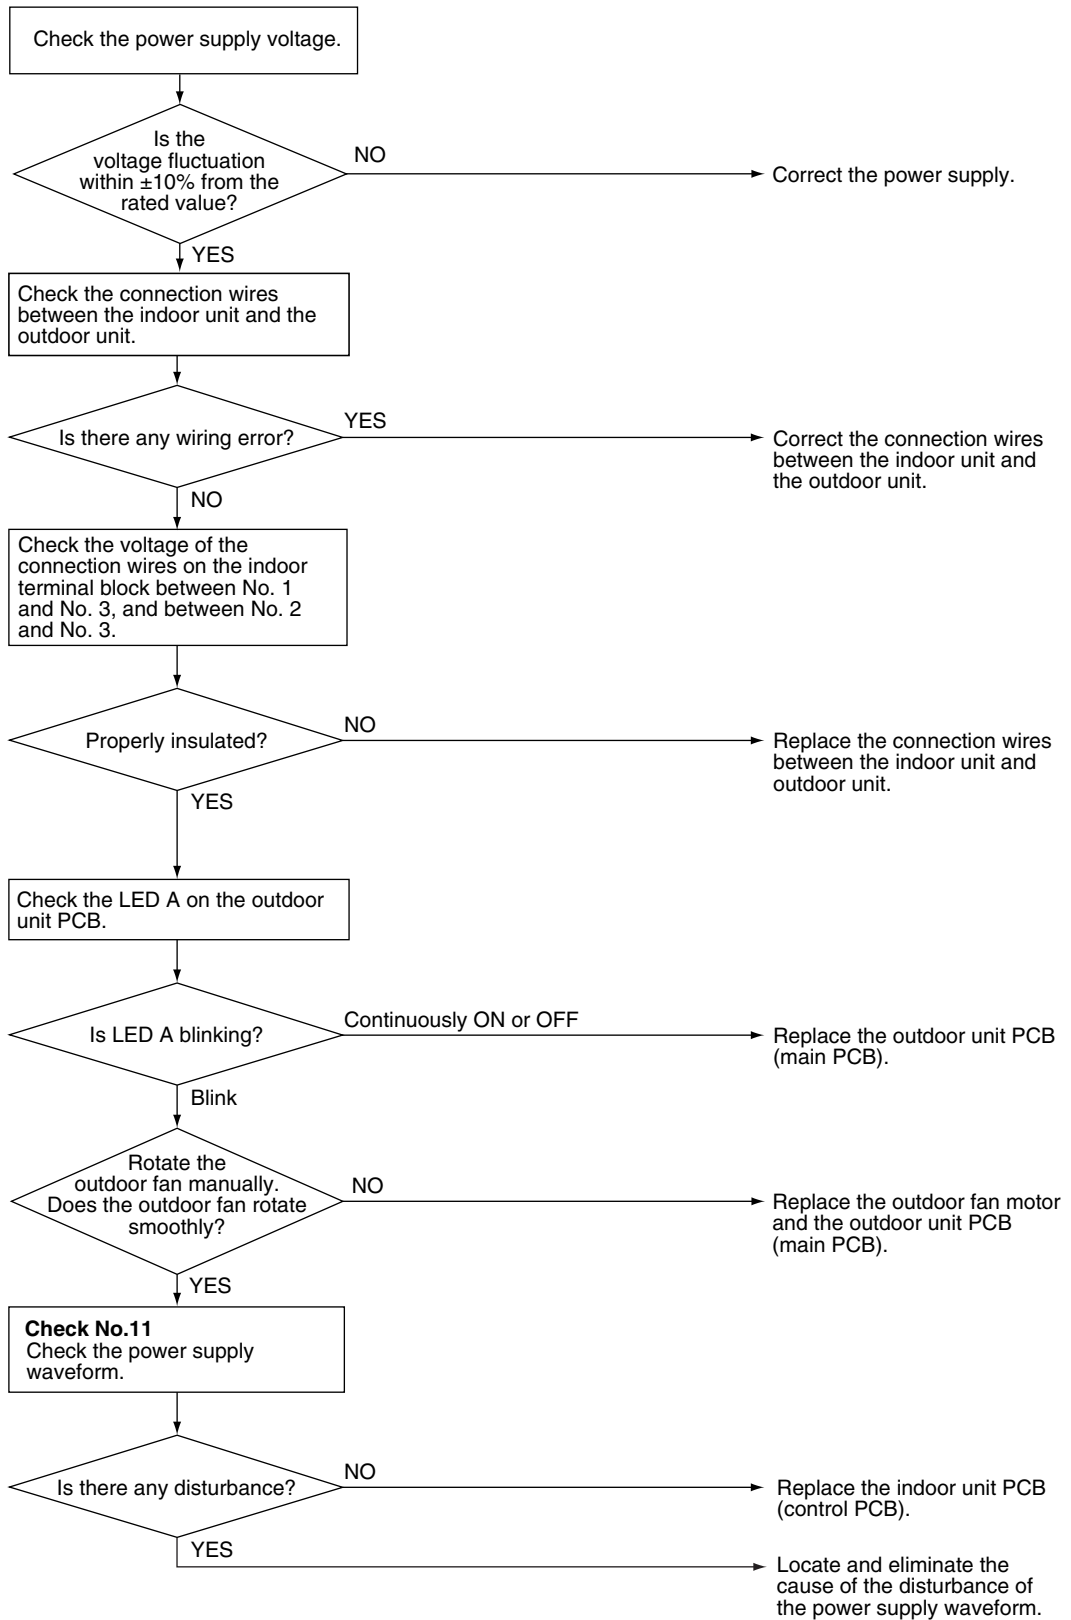 Check the power supply voltage.
Is the
voltage fluctuation
within ±10% from the
rated value?
NO
Correct the power supply.
YES
Check the connection wires
between the indoor unit and the
outdoor unit.
Is there any wiring error?
YES
Correct the connection wires
between the indoor unit and
the outdoor unit.
NO
Check the voltage of the
connection wires on the indoor
terminal block between No. 1
and No. 3, and between No. 2
and No. 3.
Properly insulated?
NO
Replace the connection wires
between the indoor unit and
outdoor unit.
YES
Check the LED A on the outdoor
unit PCB.
Is LED A blinking?
Continuously ON or OFF
Replace the outdoor unit PCB
(main PCB).
Blink
Rotate the
outdoor fan manually.
Does the outdoor fan rotate
smoothly?
NO
Replace the outdoor fan motor
and the outdoor unit PCB
(main PCB).
YES
Check No.11
Check the power supply
waveform.
Is there any disturbance?
NO
Replace the indoor unit PCB
(control PCB).
YES
Locate and eliminate the
cause of the disturbance of
the power supply waveform.